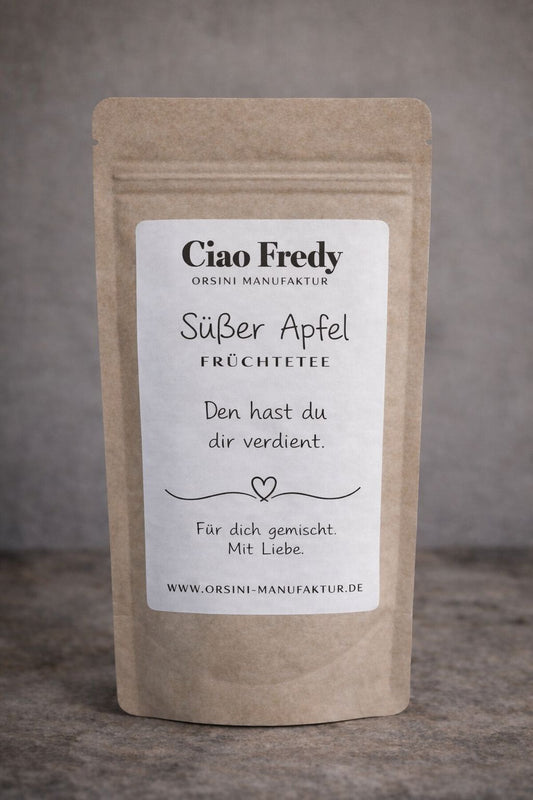 Ciao Fredy
ORSINI MANUFAKTUR
Süßer Apfel
FRÜCHTETEE
Den hast du
dir verdient.
Für dich gemischt.
Mit Liebe.
WWW.ORSINI-MANUFAKTUR.DE